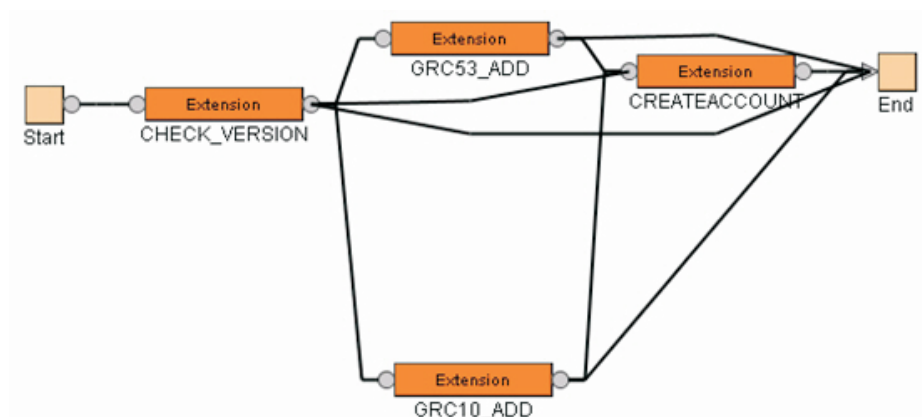 Extension
GRC53_ADD
Extension
CREATEACCOUNT
End
Start
Extension
CHECK_VERSION
Extension
GRC10_ADD